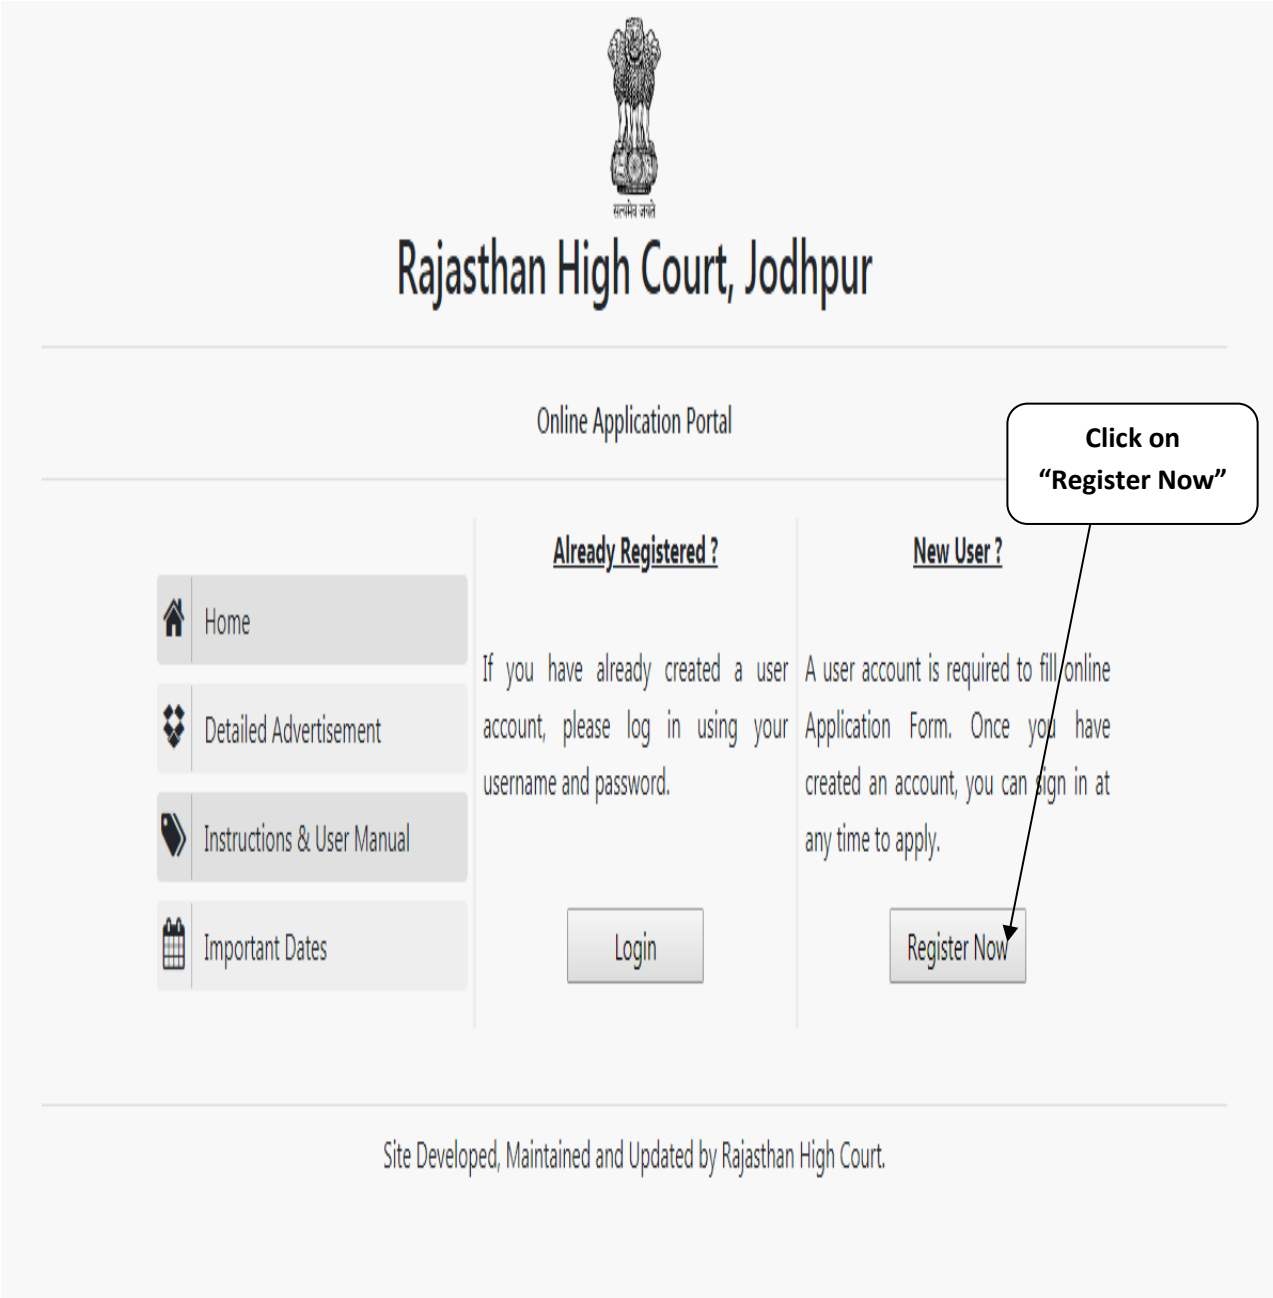 सत्यमेव जयते
Rajasthan High Court, Jodhpur
Online Application Portal
Click on
“Register Now”
Home
Detailed Advertisement
Instructions & User Manual
Important Dates
Already Registered ?
If you have already created a user
account, please log in using your
username and password.
Login
New User ?
A user account is required to fill online
Application Form. Once you have
created an account, you can sign in at
any time to apply.
Register Now
Site Developed, Maintained and Updated by Rajasthan High Court.